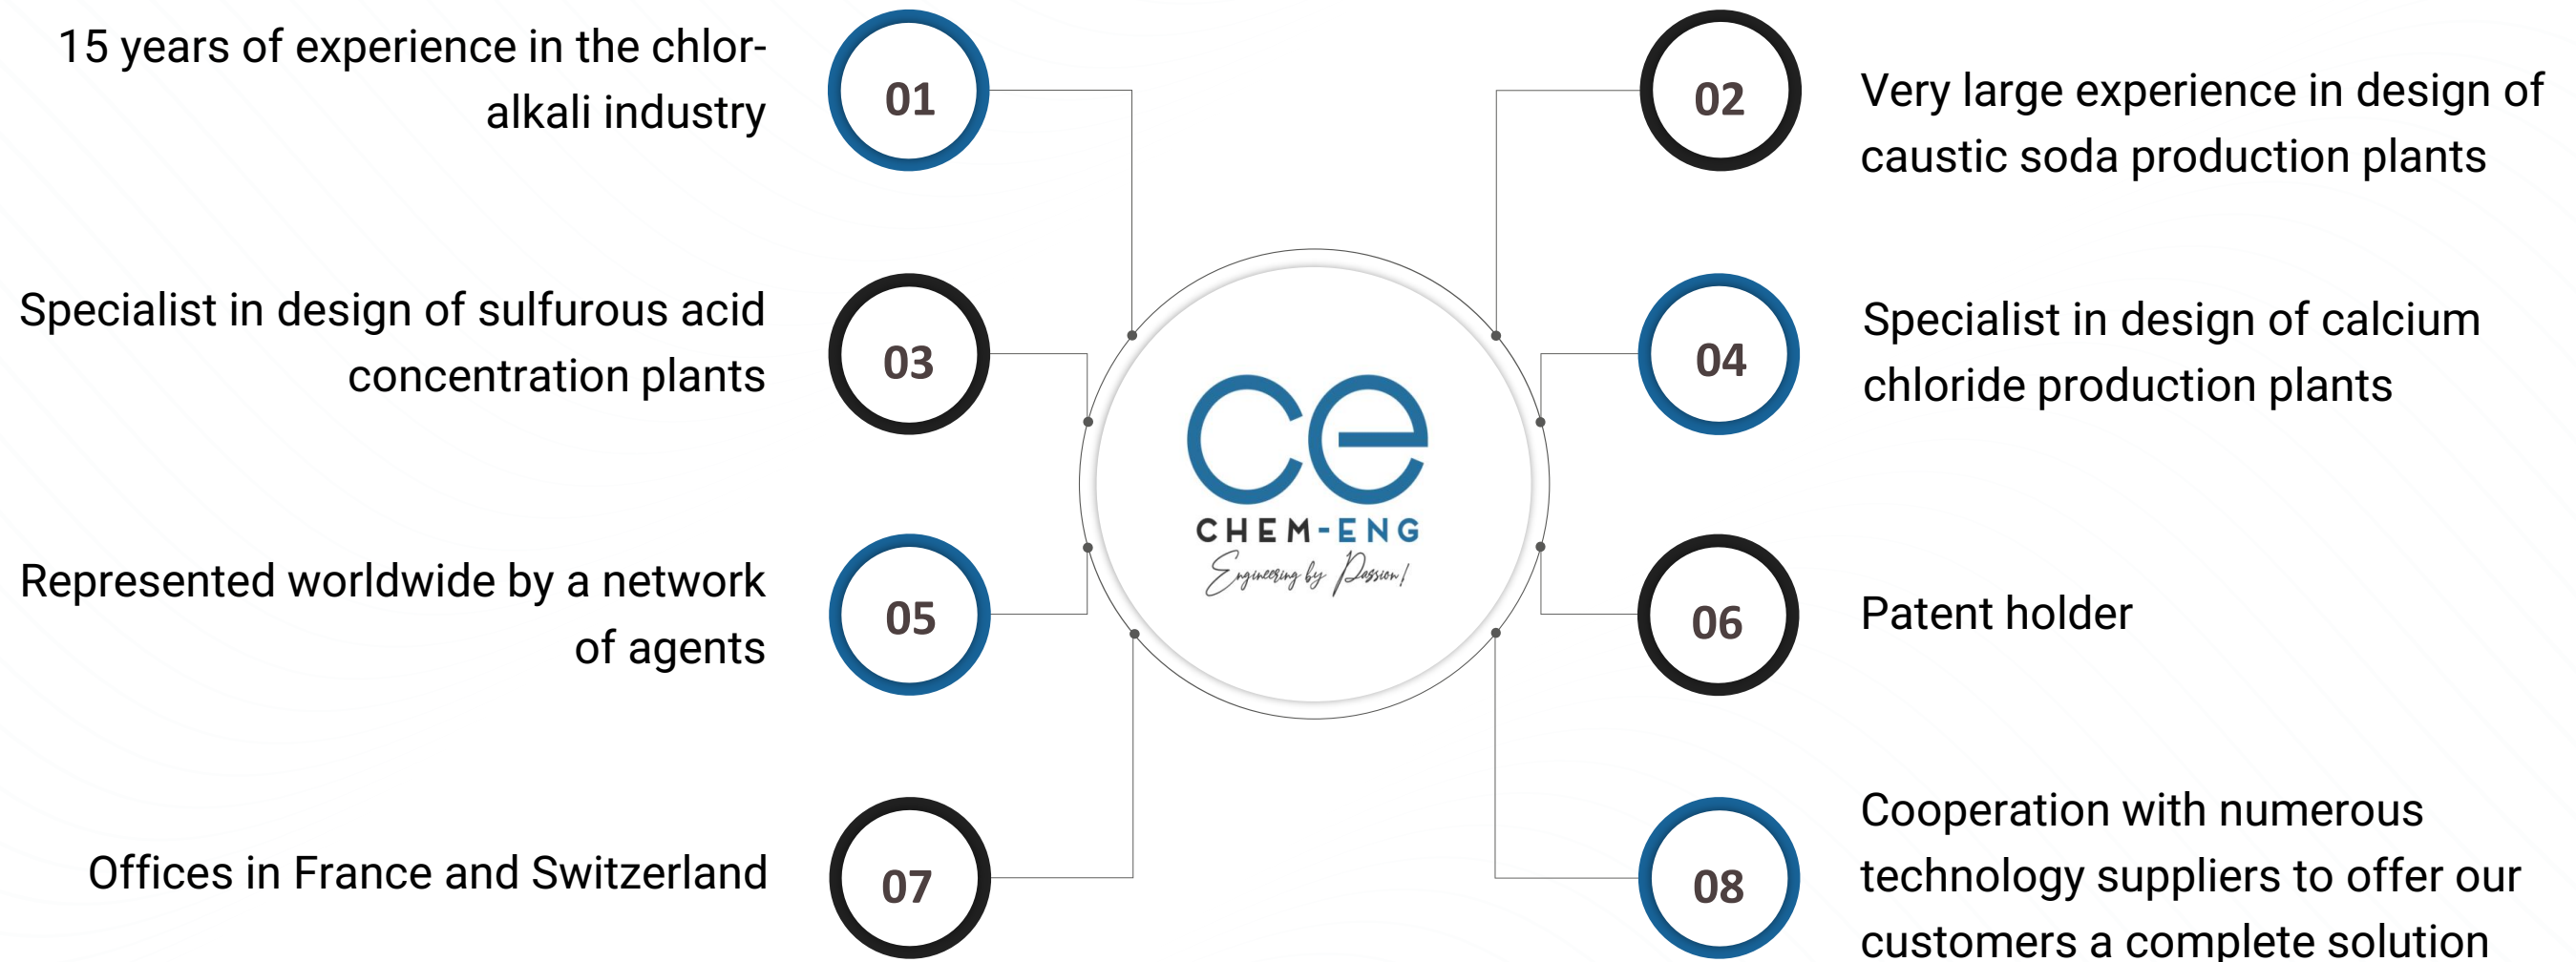 15 years of experience in the chlor-
alkali industry
01
02
Very large experience in design of
caustic soda production plants
Specialist in design of sulfurous acid
concentration plants
03
04
Specialist in design of calcium
chloride production plants
ce
CHEM-ENG
Engineering by Passion!
Represented worldwide by a network
of agents
05
06
Patent holder
Offices in France and Switzerland
07
08
Cooperation with numerous
technology suppliers to offer our
customers a complete solution